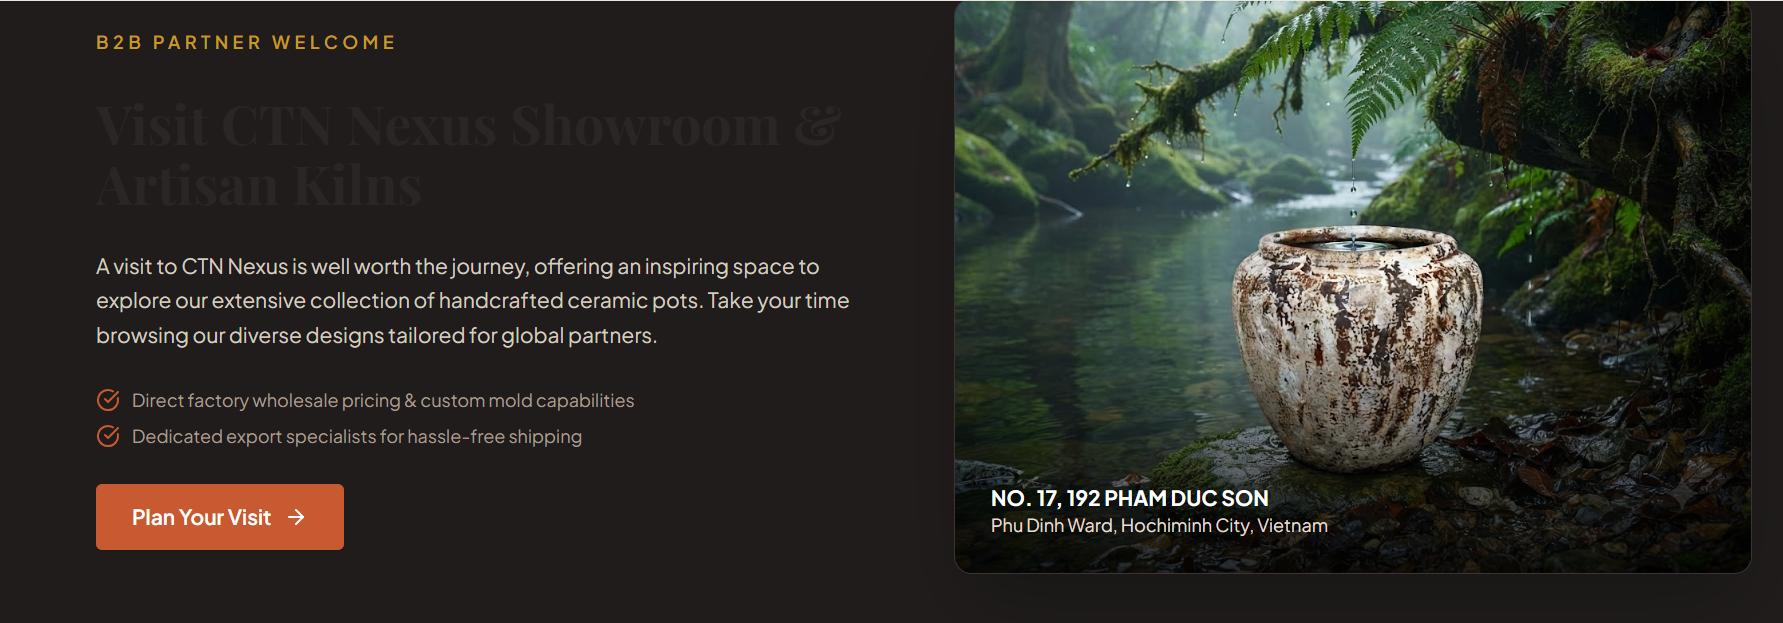 B2B PARTNER WELCOME
Visit CTN Nexus Showroom &
Artisan Kilns
A visit to CTN Nexus is well worth the journey, offering an inspiring space to
explore our extensive collection of handcrafted ceramic pots. Take your time
browsing our diverse designs tailored for global partners.
Direct factory wholesale pricing & custom mold capabilities
Dedicated export specialists for hassle-free shipping
Plan Your Visit
NO. 17, 192 PHAM DUC SON
Phu Dinh Ward, Hochiminh City, Vietnam